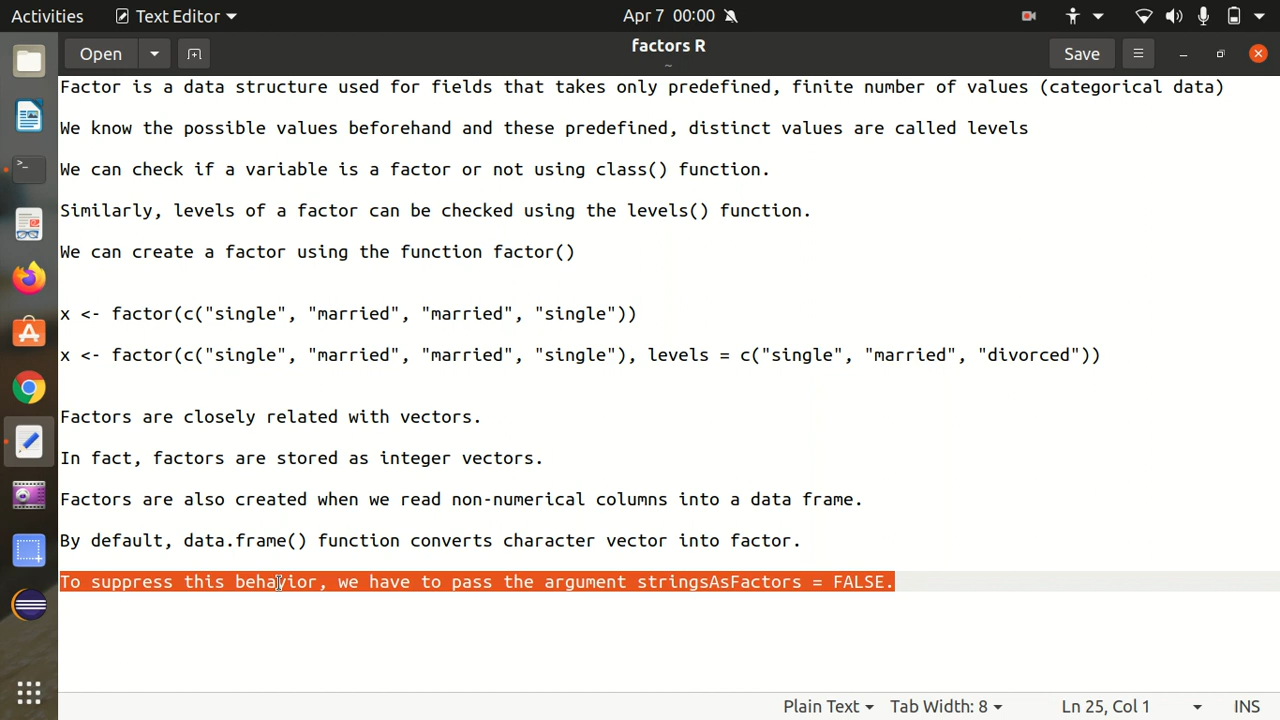 Activities Text Editor Apr 7 00:00
Open factors R Save
~
Factor is a data structure used for fields that takes only predefined, finite number of values (categorical data)
We know the possible values beforehand and these predefined, distinct values are called levels
We can check if a variable is a factor or not using class() function.
Similarly, levels of a factor can be checked using the levels() function.
We can create a factor using the function factor()
x <- factor(c("single", "married", "married", "single"))
x <- factor(c("single", "married", "married", "single"), levels = c("single", "married", "divorced"))
Factors are closely related with vectors.
In fact, factors are stored as integer vectors.
Factors are also created when we read non-numerical columns into a data frame.
By default, data.frame() function converts character vector into factor.
To suppress this behavior, we have to pass the argument stringsAsFactors = FALSE.
Plain Text Tab Width: 8 Ln 25, Col 1 INS